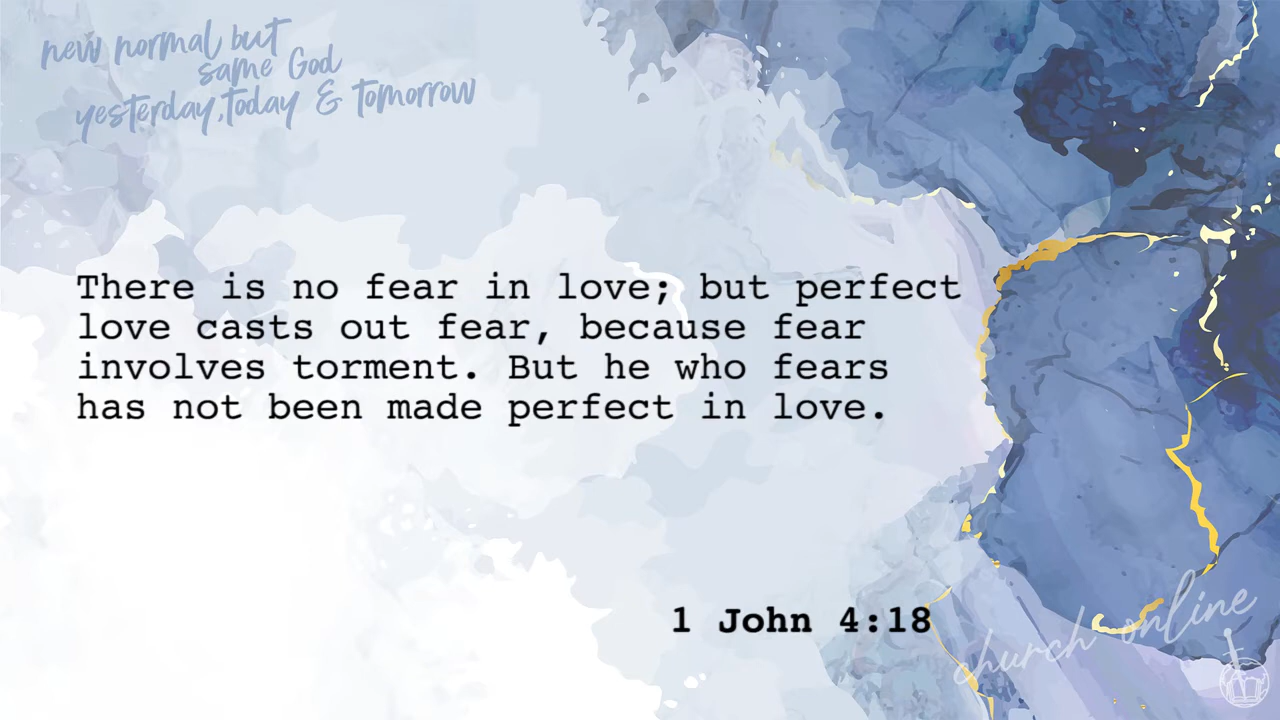 new normal but
same God
yesterday, today & tomorrow
There is no fear in love; but perfect
love casts out fear, because fear
involves torment. But he who fears
has not been made perfect in love.
1 John 4:18
church online